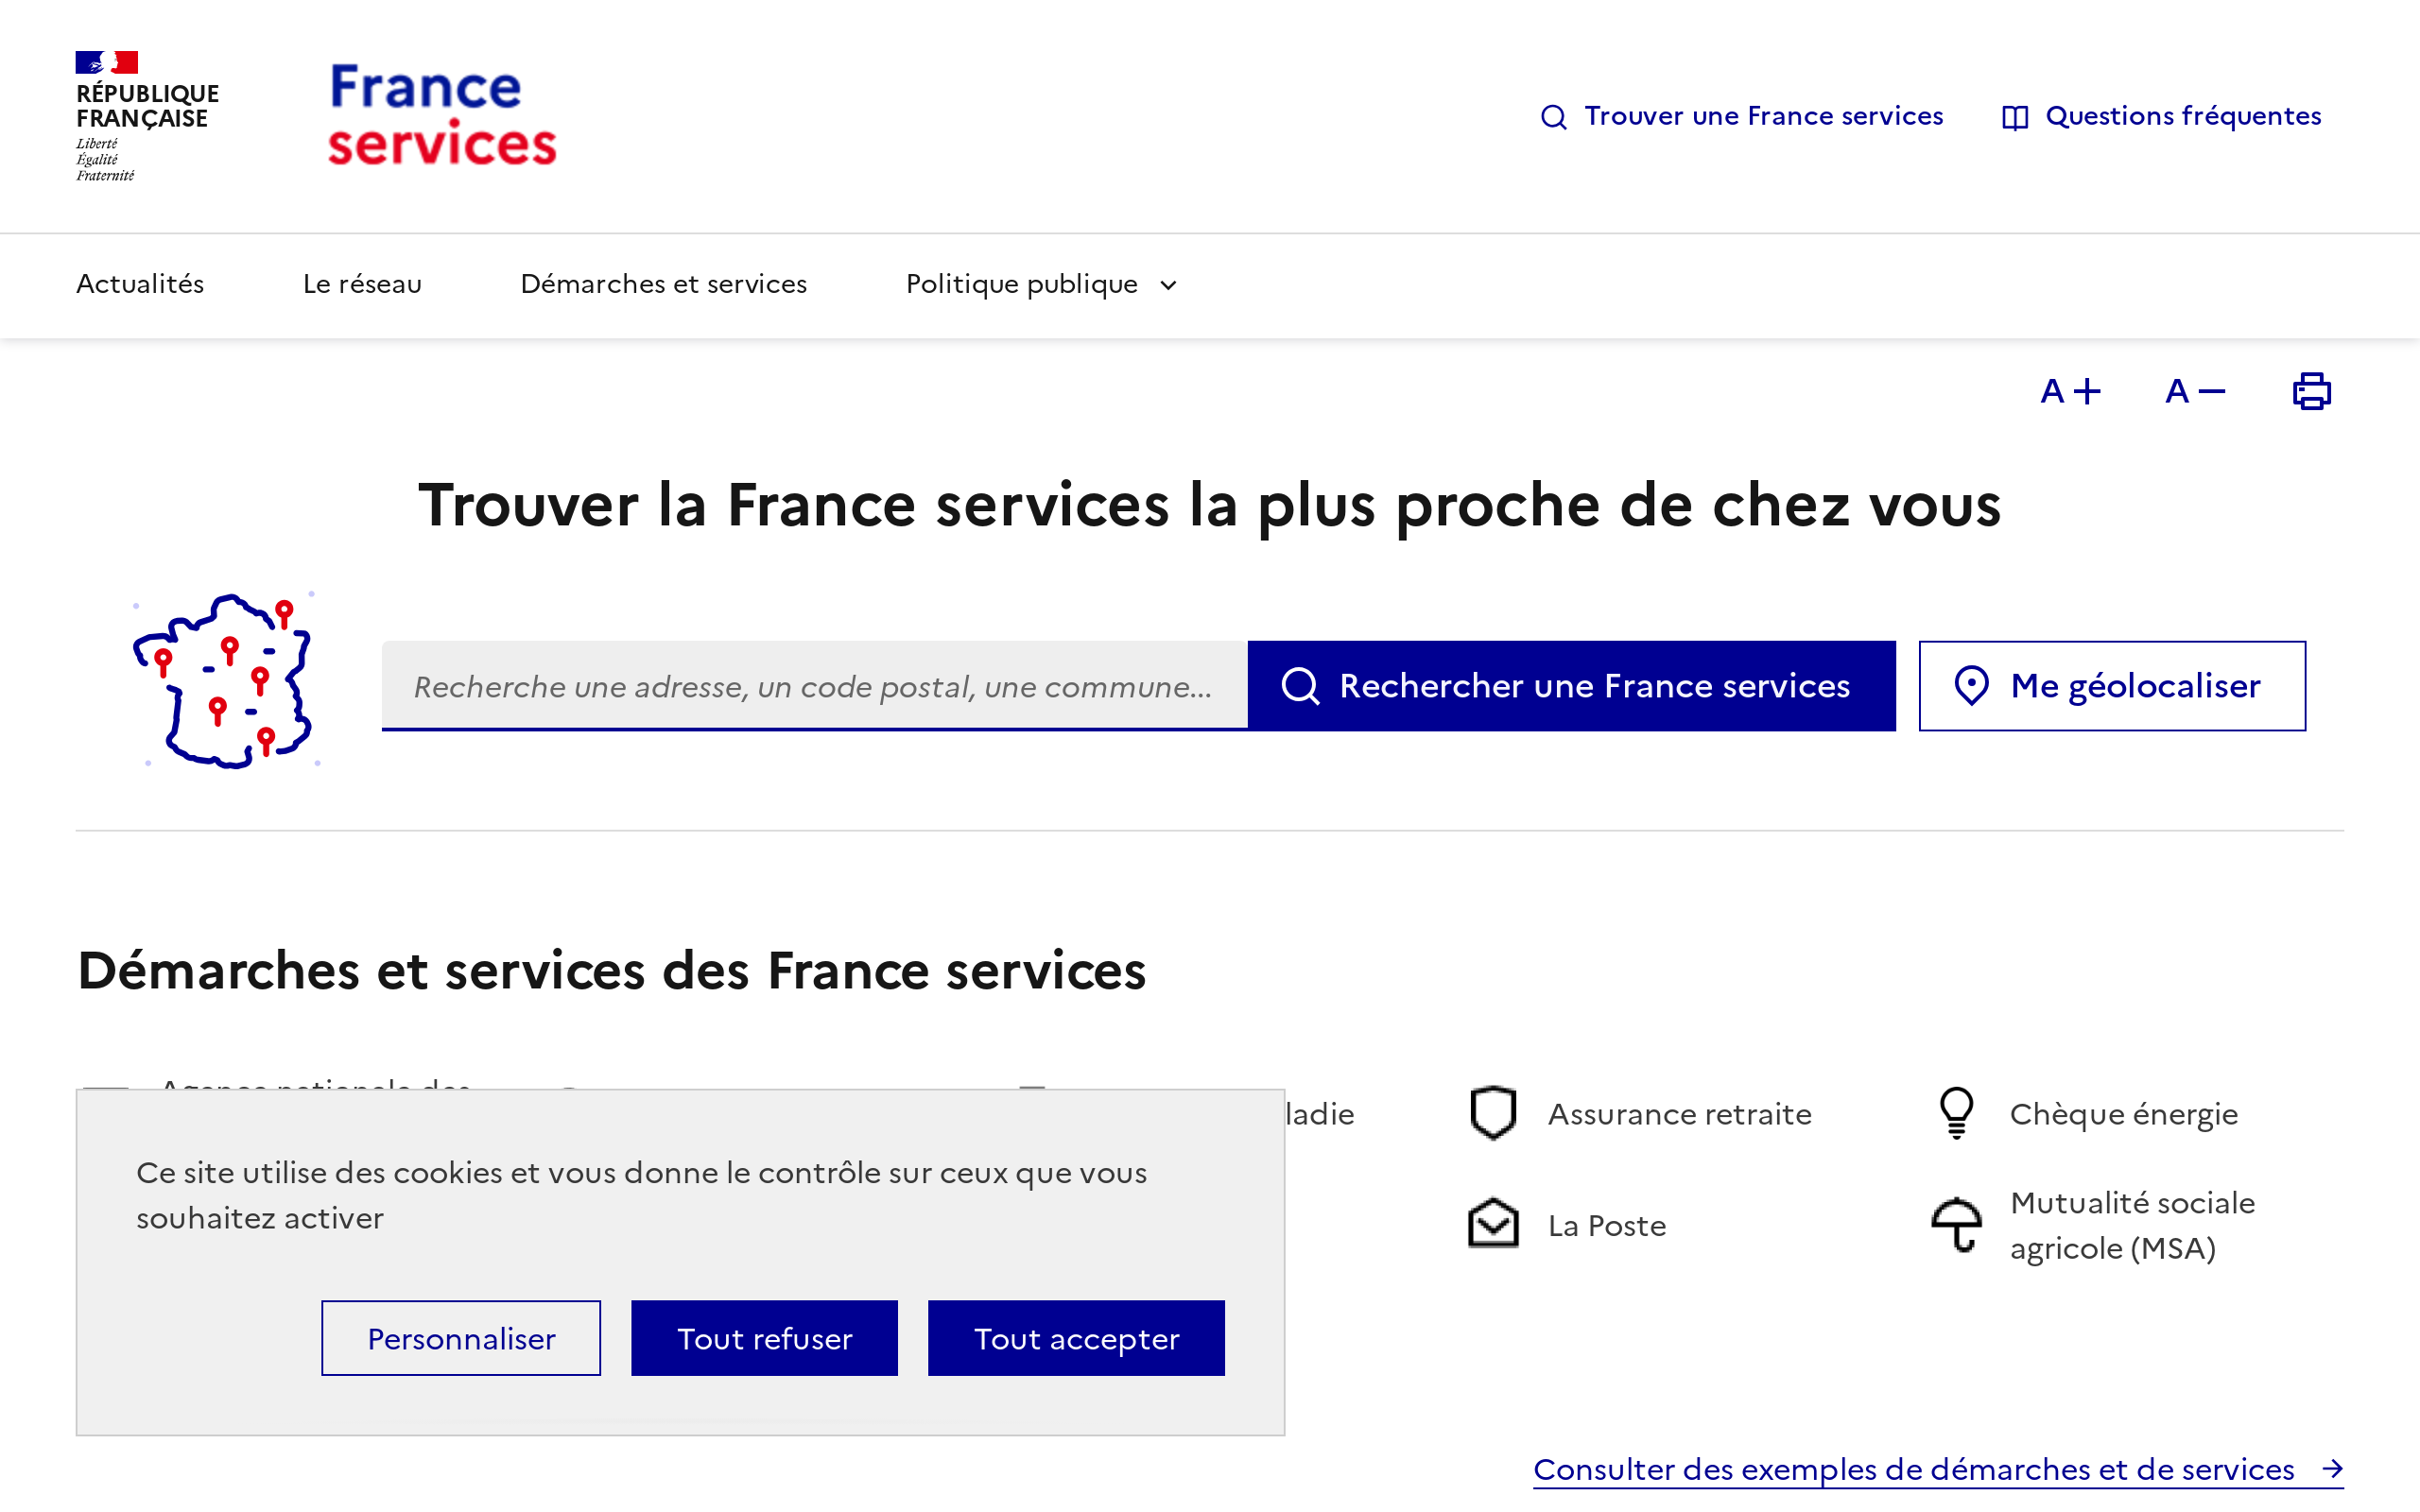 RÉPUBLIQUE
FRANÇAISE
Liberté
Égalité
Fraternité
France
services
Trouver une France services
Questions fréquentes
Actualités
Le réseau
Démarches et services
Politique publique
A+
A−
Trouver la France services la plus proche de chez vous
Recherche une adresse, un code postal, une commune...
Rechercher une France services
Me géolocaliser
Démarches et services des France services
Assurance retraite
Chèque énergie
La Poste
Mutualité sociale
agricole (MSA)
Ce site utilise des cookies et vous donne le contrôle sur ceux que vous
souhaitez activer
Personnaliser
Tout refuser
Tout accepter
Consulter des exemples de démarches et de services